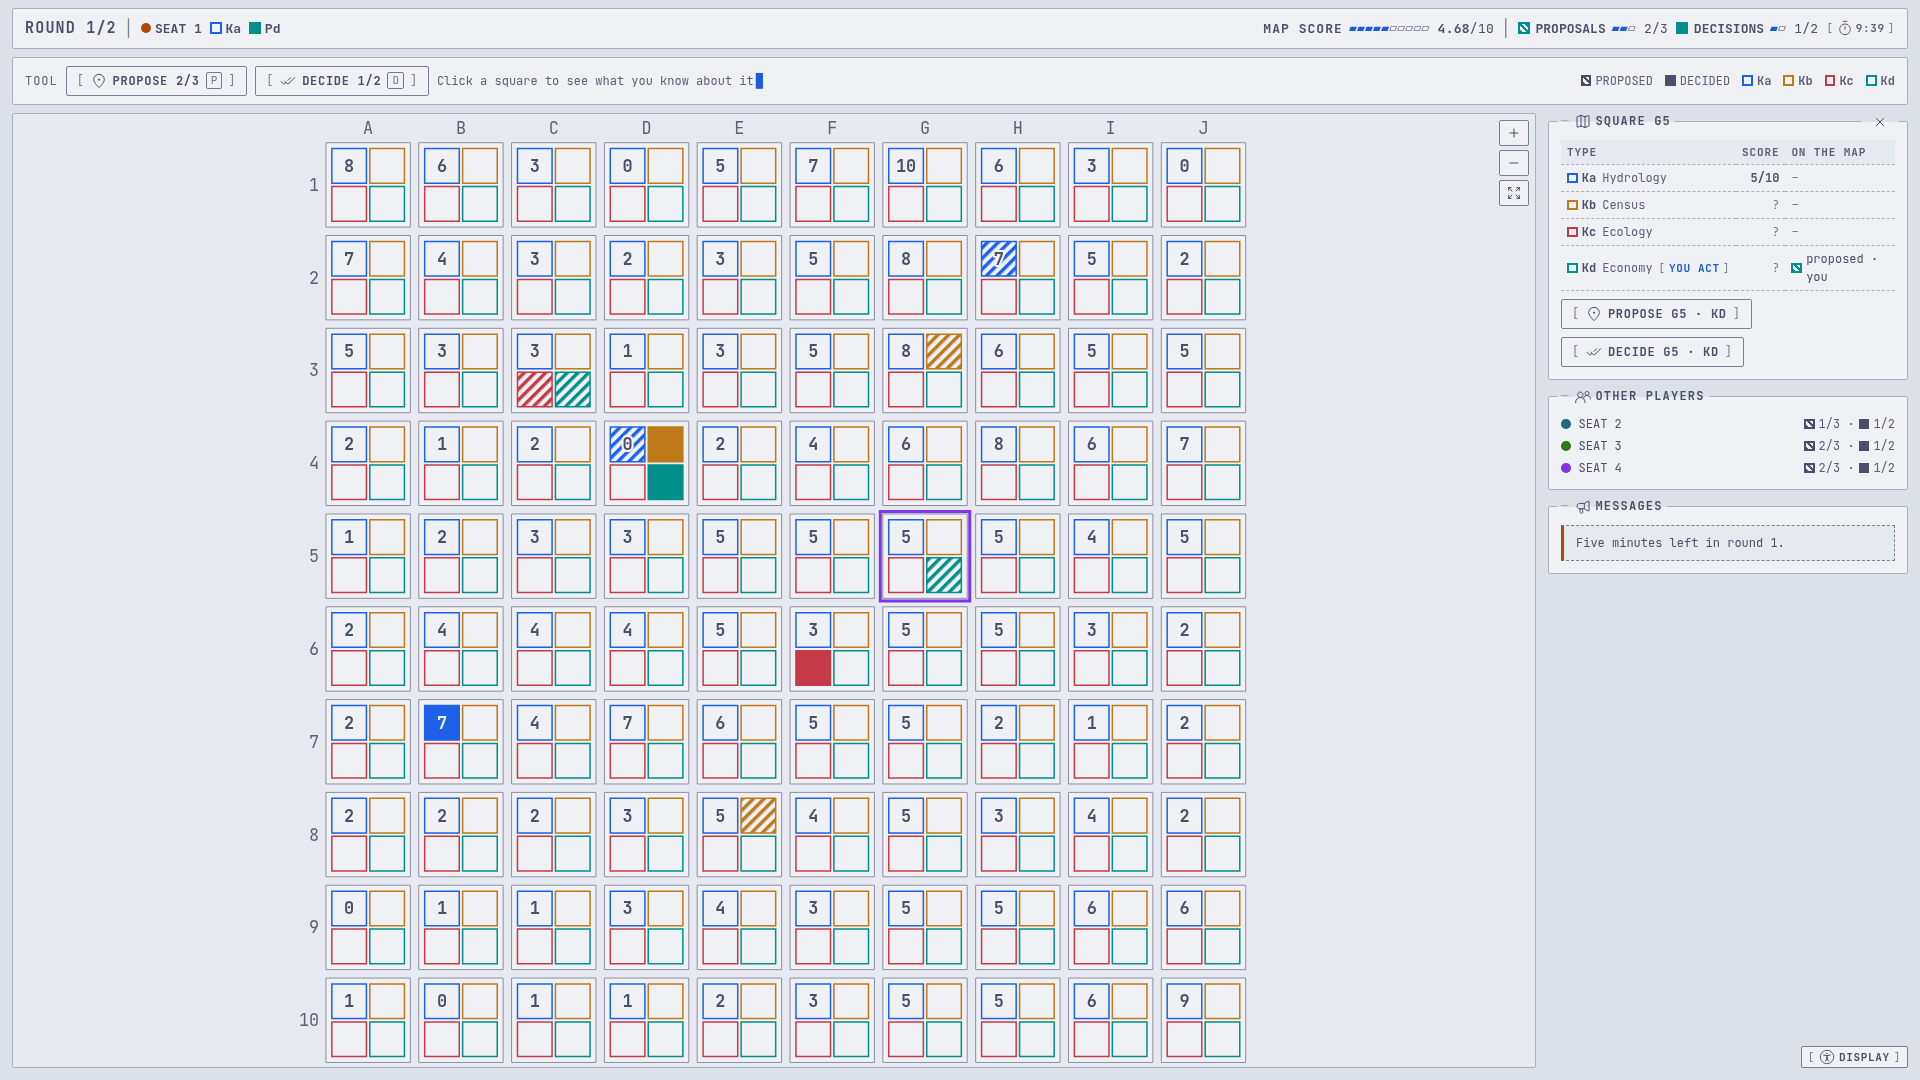 ROUND 1/2 SEAT 1 Ka Pd MAP SCORE 4.68/10 PROPOSALS 2/3 DECISIONS 1/2 [ 9:39 ]
TOOL [ PROPOSE 2/3 P ] [ DECIDE 1/2 D ] Click a square to see what you know about it PROPOSED DECIDED Ka Kb Kc Kd
A B C D E F G H I J
1 8 6 3 0 5 7 10 6 3 0
2 7 4 3 2 3 5 8 7 5 2
3 5 3 3 1 3 5 8 6 5 5
4 2 1 2 0 2 4 6 8 6 7
5 1 2 3 3 5 5 5 5 4 5
6 2 4 4 4 5 3 5 5 3 2
7 2 7 4 7 6 5 5 2 1 2
8 2 2 2 3 5 4 5 3 4 2
9 0 1 1 3 4 3 5 5 6 6
10 1 0 1 1 2 3 5 5 6 9
+
−
SQUARE G5
TYPE SCORE ON THE MAP
Ka Hydrology 5/10 –
Kb Census ? –
Kc Ecology ? –
Kd Economy [ YOU ACT ] ? proposed ·
you
[ PROPOSE G5 · KD ]
[ DECIDE G5 · KD ]
OTHER PLAYERS
SEAT 2 1/3 · 1/2
SEAT 3 2/3 · 1/2
SEAT 4 2/3 · 1/2
MESSAGES
Five minutes left in round 1.
[ DISPLAY ]